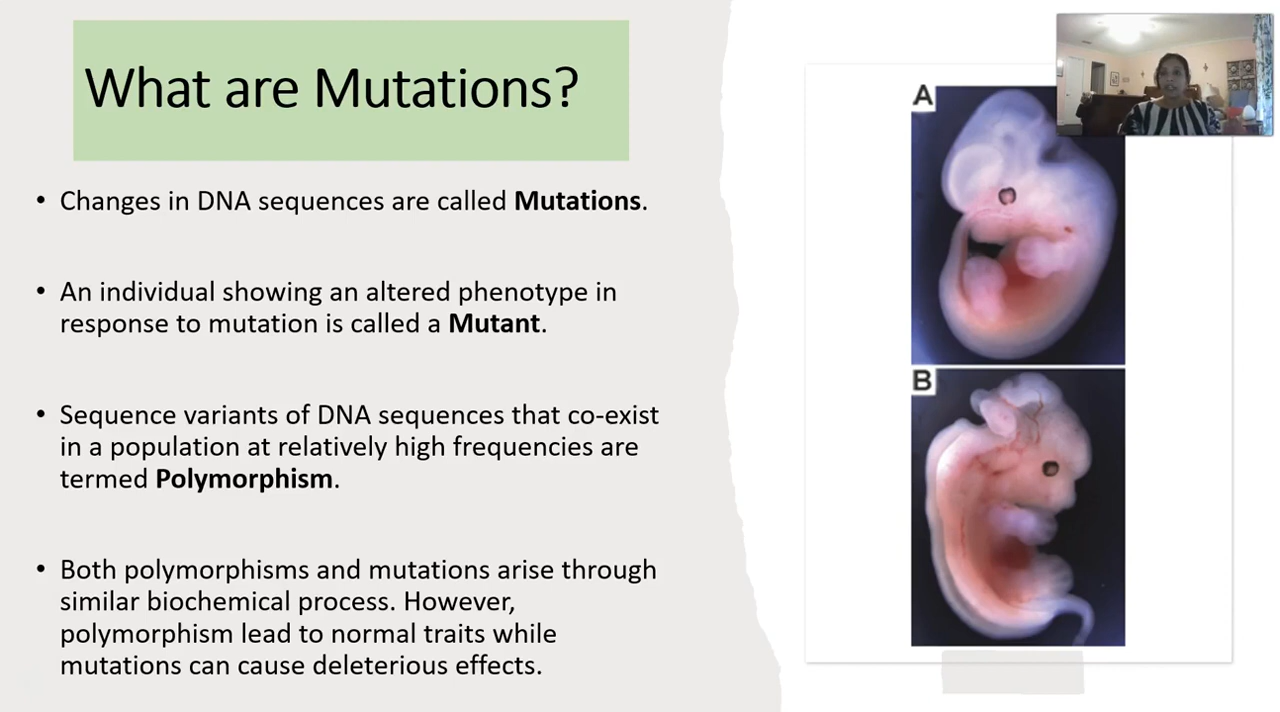 What are Mutations?
• Changes in DNA sequences are called Mutations.
• An individual showing an altered phenotype in
response to mutation is called a Mutant.
• Sequence variants of DNA sequences that co-exist
in a population at relatively high frequencies are
termed Polymorphism.
• Both polymorphisms and mutations arise through
similar biochemical process. However,
polymorphism lead to normal traits while
mutations can cause deleterious effects.
A
B